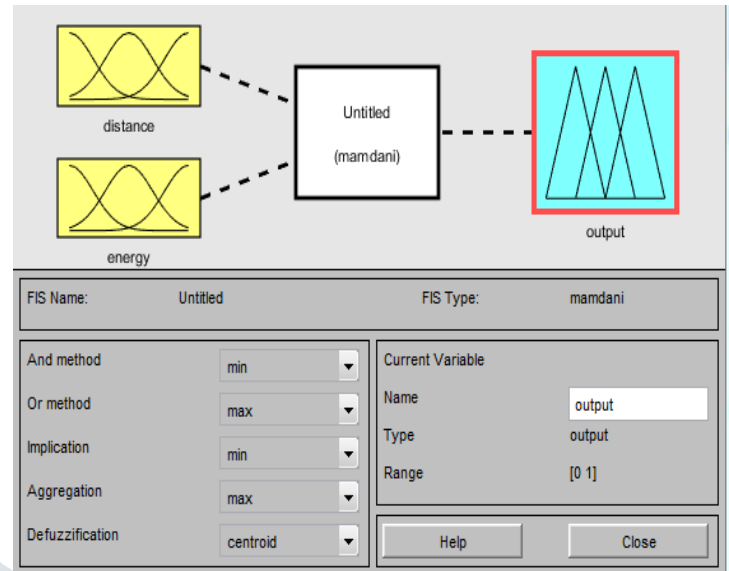 distance
Untitled
(mamdani)
energy
output
FIS Name: Untitled FIS Type: mamdani
And method min
Or method max
Implication min
Aggregation max
Defuzzification centroid
Current Variable
Name output
Type output
Range [0 1]
Help Close